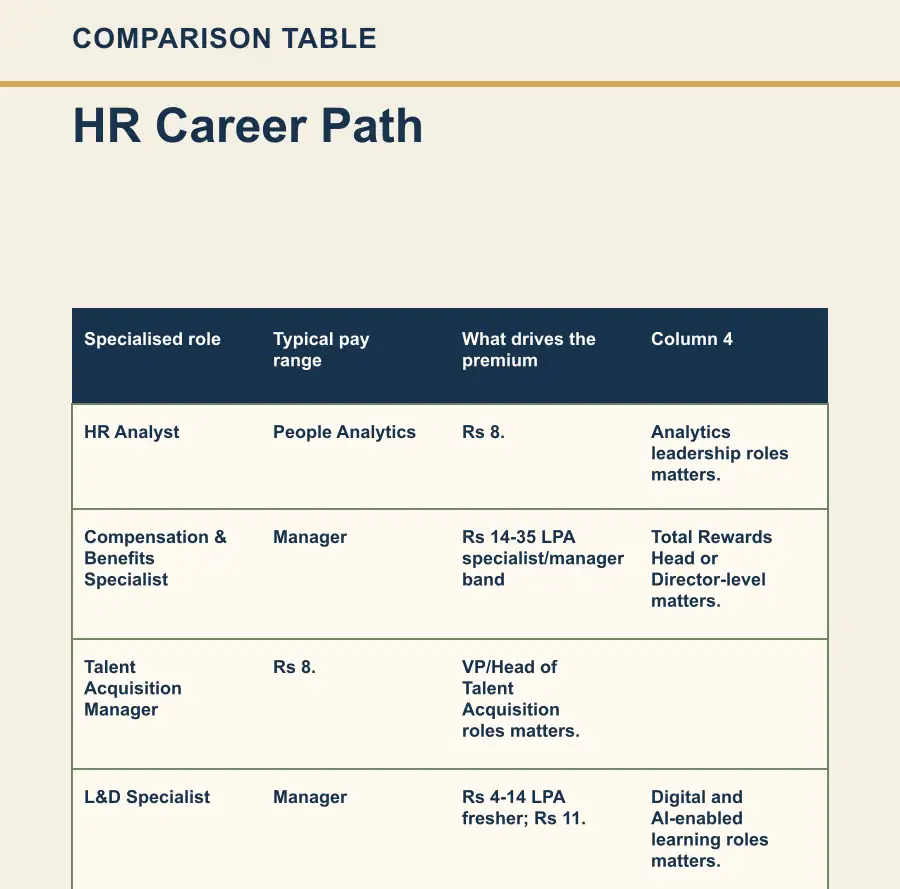 COMPARISON TABLE
HR Career Path
Specialised role
Typical pay
range
What drives the
premium
Column 4
HR Analyst
People Analytics
Rs 8.
Analytics
leadership roles
matters.
Compensation &
Benefits
Specialist
Manager
Rs 14-35 LPA
specialist/manager
band
Total Rewards
Head or
Director-level
matters.
Talent
Acquisition
Manager
Rs 8.
VP/Head of
Talent
Acquisition
roles matters.
L&D Specialist
Manager
Rs 4-14 LPA
fresher; Rs 11.
Digital and
AI-enabled
learning roles
matters.